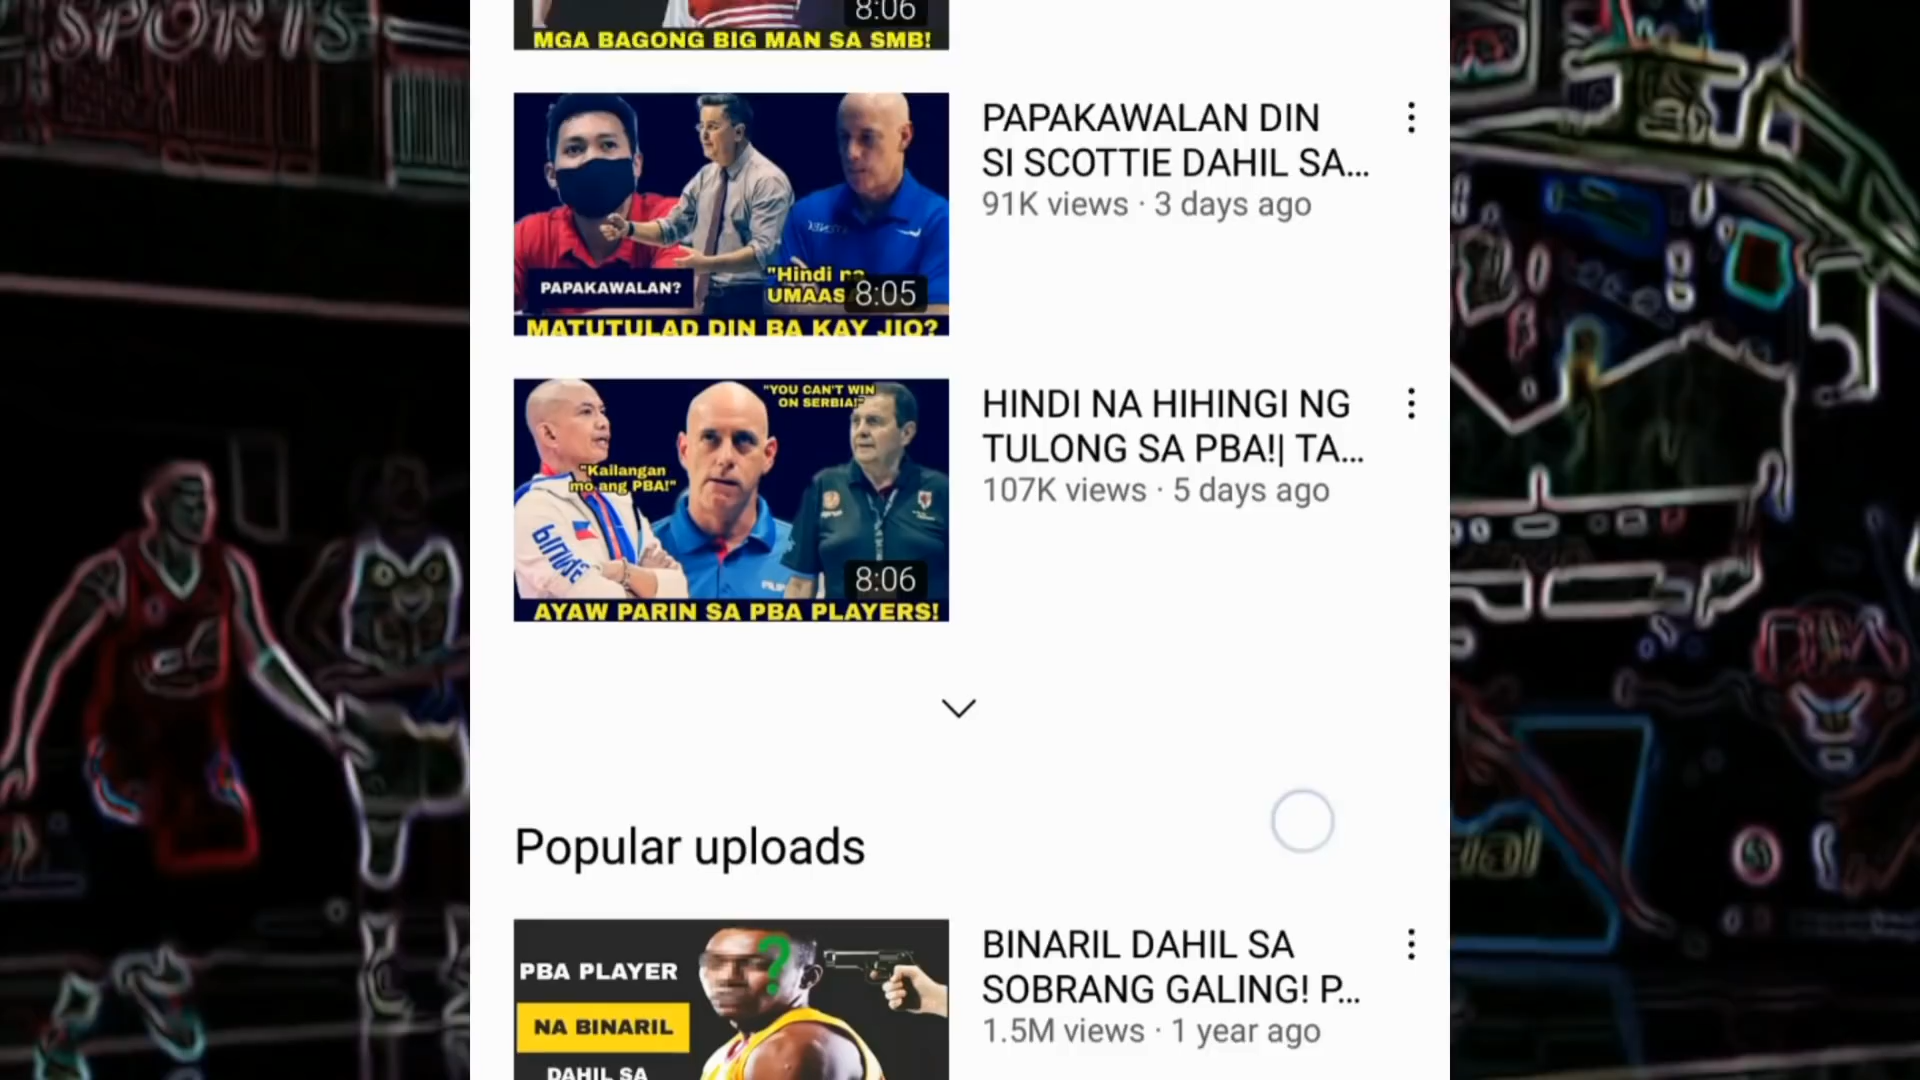 SPORTS
8:06
MGA BAGONG BIG MAN SA SMB!
PAPAKAWALAN DIN
SI SCOTTIE DAHIL SA...
91K views · 3 days ago
PAPAKAWALAN?
"Hindi na
UMAAS
8:05
MATUTULAD DIN BA KAY JIO?
"YOU CAN'T WIN
ON SERBIA!"
"Kailangan
mo ang PBA!"
8:06
AYAW PARIN SA PBA PLAYERS!
HINDI NA HIHINGI NG
TULONG SA PBA!| TA...
107K views · 5 days ago
Popular uploads
PBA PLAYER
NA BINARIL
DAHIL SA
BINARIL DAHIL SA
SOBRANG GALING! P...
1.5M views · 1 year ago